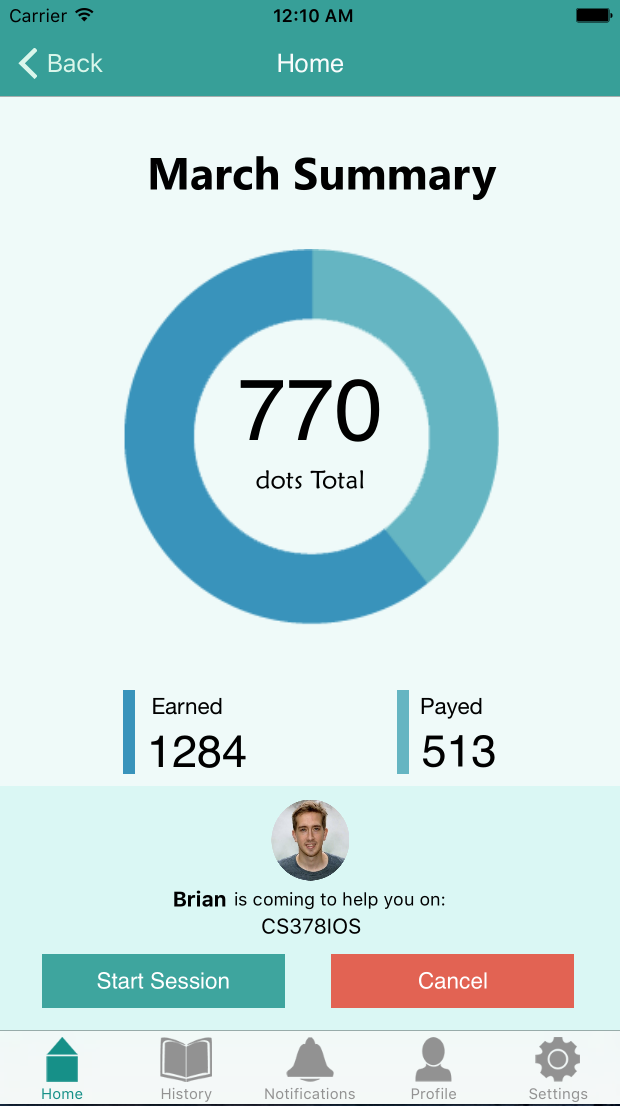 Carrier 12:10 AM
Back Home
March Summary
770
dots Total
Earned Payed
1284 513
Brian is coming to help you on:
CS378IOS
Start Session Cancel
Home History Notifications Profile Settings